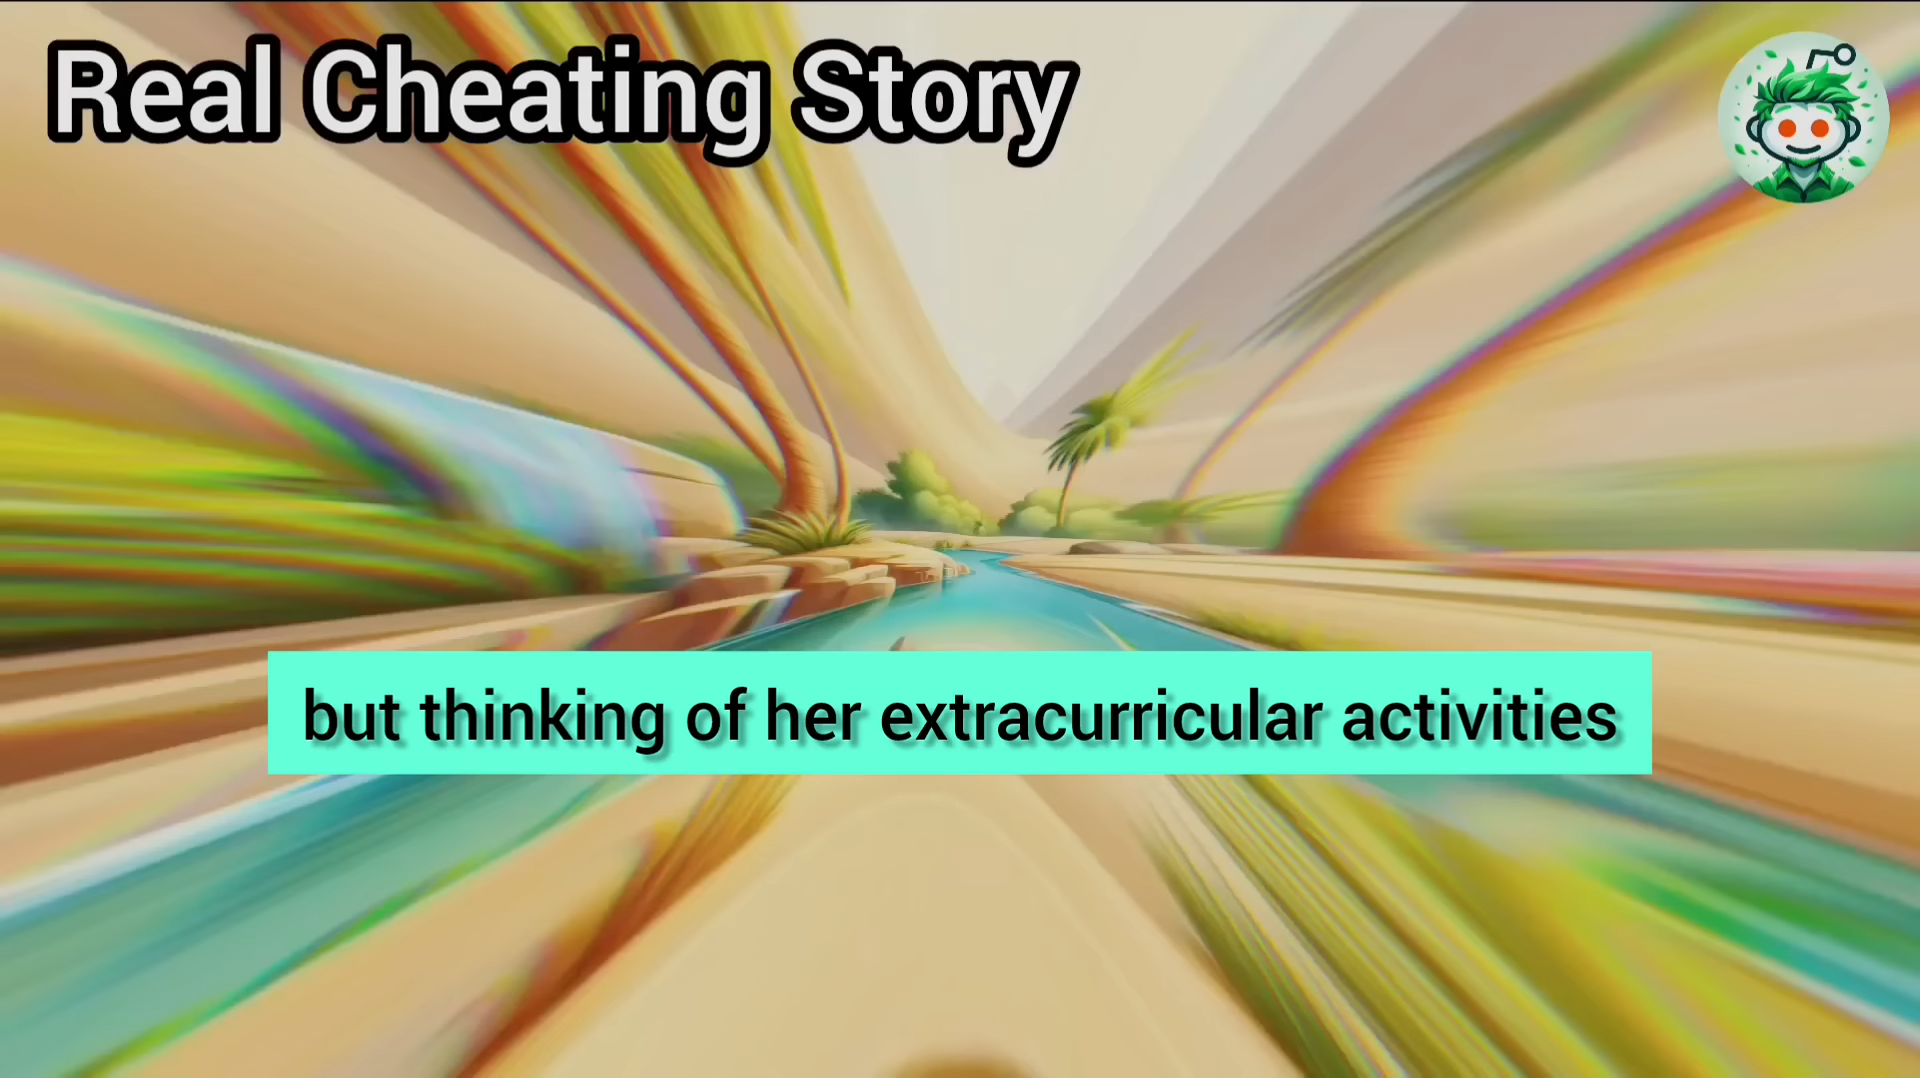 Real Cheating Story
but thinking of her extracurricular activities